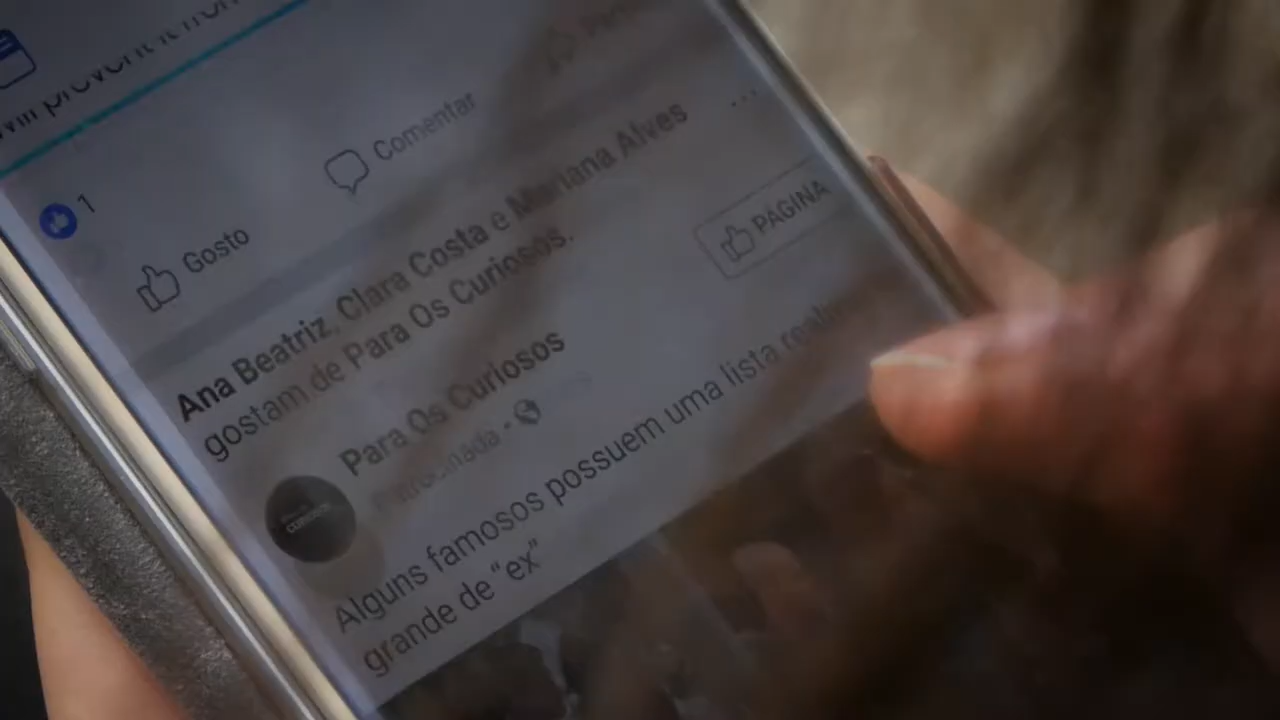 1
Gosto
Comentar
Ana Beatriz, Clara Costa e Mariana Alves
gostam de Para Os Curiosos.
PÁGINA
Para Os Curiosos
Alguns famosos possuem uma lista
grande de "ex"